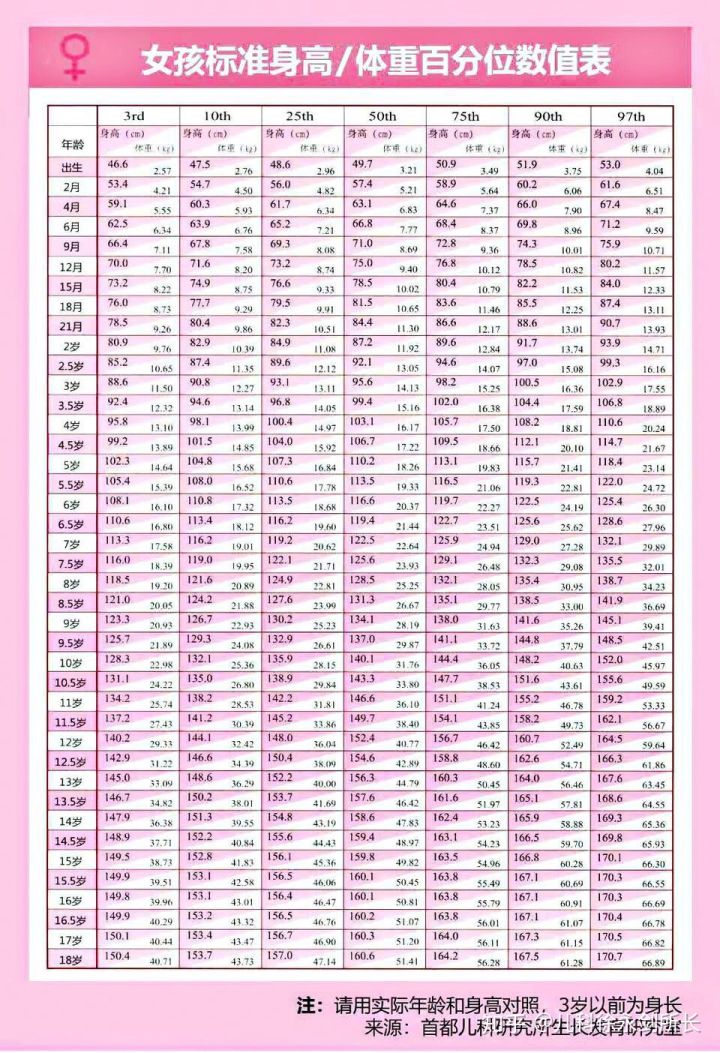 女孩标准身高/体重百分位数值表
3rd 10th 25th 50th 75th 90th 97th
年龄 身高 (cm) 体重 (kg) 身高 (cm) 体重 (kg) 身高 (cm) 体重 (kg) 身高 (cm) 体重 (kg) 身高 (cm) 体重 (kg) 身高 (cm) 体重 (kg) 身高 (cm) 体重 (kg)
出生 46.6 2.57 47.5 2.76 48.6 2.96 49.7 3.21 50.9 3.49 51.9 3.75 53.0 4.04
2月 53.4 4.21 54.7 4.50 56.0 4.82 57.4 5.21 58.9 5.64 60.2 6.06 61.6 6.51
4月 59.1 5.55 60.3 5.93 61.7 6.34 63.1 6.83 64.6 7.37 66.0 7.90 67.4 8.47
6月 62.5 6.34 63.9 6.76 65.2 7.21 66.8 7.77 68.4 8.37 69.8 8.96 71.2 9.59
9月 66.4 7.11 67.8 7.58 69.3 8.08 71.0 8.69 72.8 9.36 74.3 10.01 75.9 10.71
12月 70.0 7.70 71.6 8.20 73.2 8.74 75.0 9.40 76.8 10.12 78.5 10.82 80.2 11.57
15月 73.2 8.22 74.9 8.75 76.6 9.33 78.5 10.02 80.4 10.79 82.2 11.53 84.0 12.33
18月 76.0 8.73 77.7 9.29 79.5 9.91 81.5 10.65 83.6 11.46 85.5 12.25 87.4 13.11
21月 78.5 9.26 80.4 9.86 82.3 10.51 84.4 11.30 86.6 12.17 88.6 13.01 90.7 13.93
2岁 80.9 9.76 82.9 10.39 84.9 11.08 87.2 11.92 89.6 12.84 91.7 13.74 93.9 14.71
2.5岁 85.2 10.65 87.4 11.35 89.6 12.12 92.1 13.05 94.6 14.07 97.0 15.08 99.3 16.16
3岁 88.6 11.50 90.8 12.27 93.1 13.11 95.6 14.13 98.2 15.25 100.5 16.36 102.9 17.55
3.5岁 92.4 12.32 94.6 13.14 96.8 14.05 99.4 15.16 102.0 16.38 104.4 17.59 106.8 18.89
4岁 95.8 13.10 98.1 13.99 100.4 14.97 103.1 16.17 105.7 17.50 108.2 18.81 110.6 20.24
4.5岁 99.2 13.89 101.5 14.85 104.0 15.92 106.7 17.22 109.5 18.66 112.1 20.10 114.7 21.67
5岁 102.3 14.64 104.8 15.68 107.3 16.84 110.2 18.26 113.1 19.83 115.7 21.41 118.4 23.14
5.5岁 105.4 15.39 108.0 16.52 110.6 17.78 113.5 19.33 116.5 21.06 119.3 22.81 122.0 24.72
6岁 108.1 16.10 110.8 17.32 113.5 18.68 116.6 20.37 119.7 22.27 122.5 24.19 125.4 26.30
6.5岁 110.6 16.80 113.4 18.12 116.2 19.60 119.4 21.44 122.7 23.51 125.6 25.62 128.6 27.96
7岁 113.3 17.58 116.2 19.01 119.2 20.62 122.5 22.64 125.9 24.94 129.0 27.28 132.1 29.89
7.5岁 116.0 18.39 119.0 19.95 122.1 21.71 125.6 23.93 129.1 26.48 132.3 29.08 135.5 32.01
8岁 118.5 19.20 121.6 20.89 124.9 22.81 128.5 25.25 132.1 28.05 135.4 30.95 138.7 34.23
8.5岁 121.0 20.05 124.2 21.88 127.6 23.99 131.3 26.67 135.1 29.77 138.5 33.00 141.9 36.69
9岁 123.3 20.93 126.7 22.93 130.2 25.23 134.1 28.19 138.0 31.63 141.6 35.26 145.1 39.41
9.5岁 125.7 21.89 129.3 24.08 132.9 26.61 137.0 29.87 141.1 33.72 144.8 37.79 148.5 42.51
10岁 128.3 22.98 132.1 25.36 135.9 28.15 140.1 31.76 144.4 36.05 148.2 40.63 152.0 45.97
10.5岁 131.1 24.22 135.0 26.80 138.9 29.84 143.3 33.80 147.7 38.53 151.6 43.61 155.6 49.59
11岁 134.2 25.74 138.2 28.53 142.2 31.81 146.6 36.10 151.1 41.24 155.2 46.78 159.2 53.33
11.5岁 137.2 27.43 141.2 30.39 145.2 33.86 149.7 38.40 154.1 43.85 158.2 49.73 162.1 56.67
12岁 140.2 29.33 144.1 32.42 148.0 36.04 152.4 40.77 156.7 46.42 160.7 52.49 164.5 59.64
12.5岁 142.9 31.22 146.6 34.39 150.4 38.09 154.6 42.89 158.8 48.60 162.6 54.71 166.3 61.86
13岁 145.0 33.09 148.6 36.29 152.2 40.00 156.3 44.79 160.3 50.45 164.0 56.46 167.6 63.45
13.5岁 146.7 34.82 150.2 38.01 153.7 41.69 157.6 46.42 161.6 51.97 165.1 57.81 168.6 64.55
14岁 147.9 36.38 151.3 39.55 154.8 43.19 158.6 47.83 162.4 53.23 165.9 58.88 169.3 65.36
14.5岁 148.9 37.71 152.2 40.84 155.6 44.43 159.4 48.97 163.1 54.23 166.5 59.70 169.8 65.93
15岁 149.5 38.73 152.8 41.83 156.1 45.36 159.8 49.82 163.5 54.96 166.8 60.28 170.1 66.30
15.5岁 149.9 39.51 153.1 42.58 156.5 46.06 160.1 50.45 163.8 55.49 167.1 60.69 170.3 66.55
16岁 149.8 39.96 153.1 43.01 156.4 46.47 160.1 50.81 163.8 55.79 167.1 60.91 170.3 66.69
16.5岁 149.9 40.29 153.2 43.32 156.5 46.76 160.2 51.07 163.8 56.01 167.1 61.07 170.4 66.78
17岁 150.1 40.44 153.4 43.47 156.7 46.90 160.3 51.20 164.0 56.11 167.3 61.15 170.5 66.82
18岁 150.4 40.71 153.7 43.73 157.0 47.14 160.6 51.41 164.2 56.28 167.5 61.28 170.7 66.89
注：请用实际年龄和身高对照，3岁以前为身长
来源：首都儿科研究所生长发育研究室
知乎